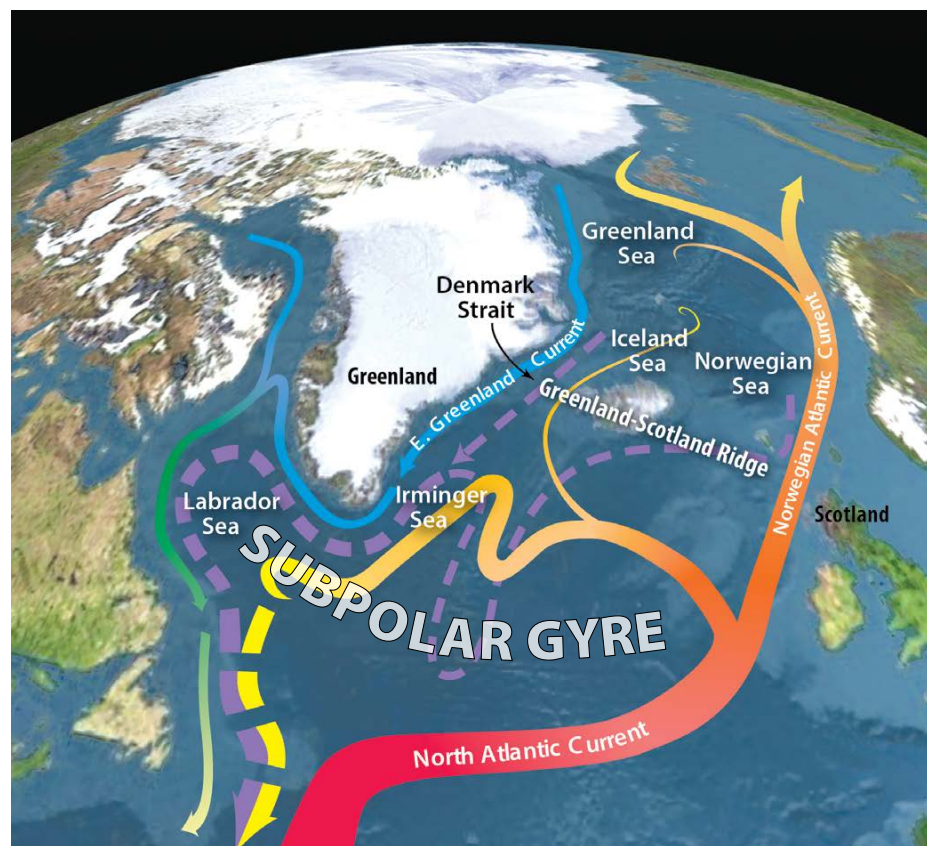 Greenland
Sea
Denmark
Strait
Iceland
Sea
Norwegian
Sea
Greenland
E. Greenland Current
Greenland-Scotland Ridge
Norwegian Atlantic Current
Labrador
Sea
Irminger
Sea
Scotland
SUBPOLAR GYRE
North Atlantic Current